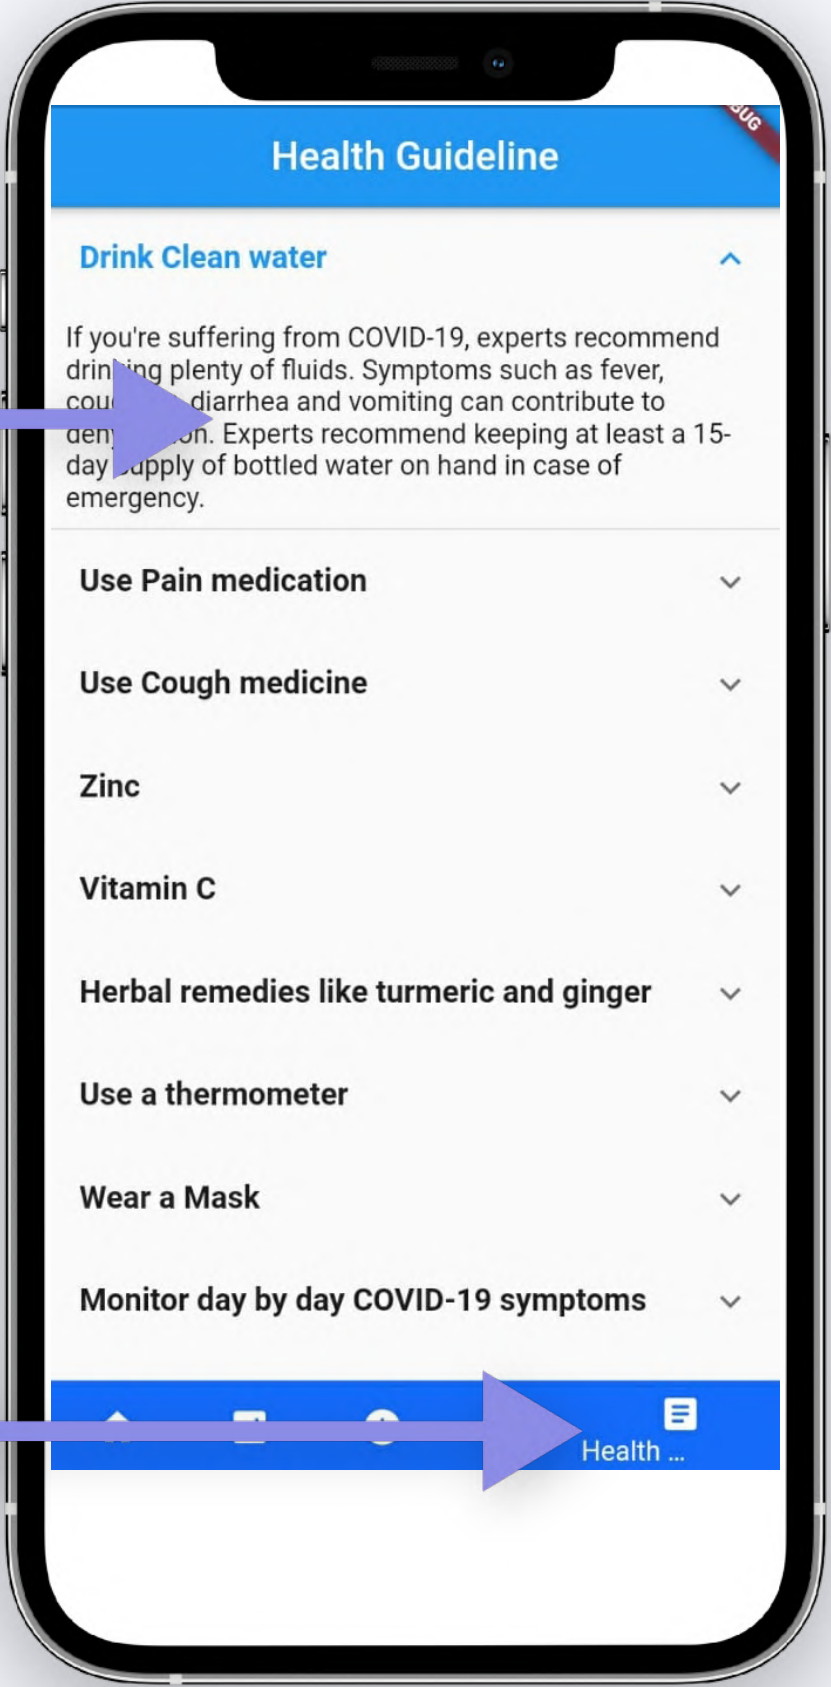 BUG
Health Guideline
Drink Clean water
If you're suffering from COVID-19, experts recommend
plenty of fluids. Symptoms such as fever,
diarrhea and vomiting can contribute to
Experts recommend keeping at least a 15-
day supply of bottled water on hand in case of
emergency.
Use Pain medication
Use Cough medicine
Zinc
Vitamin C
Herbal remedies like turmeric and ginger
Use a thermometer
Wear a Mask
Monitor day by day COVID-19 symptoms
Health ...